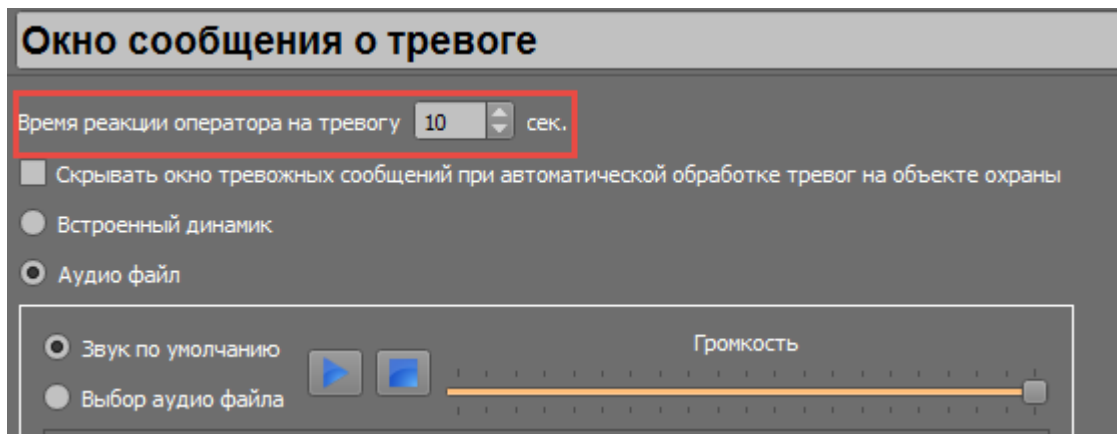 Окно сообщения о тревоге
Время реакции оператора на тревогу 10 сек.
Скрывать окно тревожных сообщений при автоматической обработке тревог на объекте охраны
Встроенный динамик
Аудио файл
Звук по умолчанию
Громкость
Выбор аудио файла